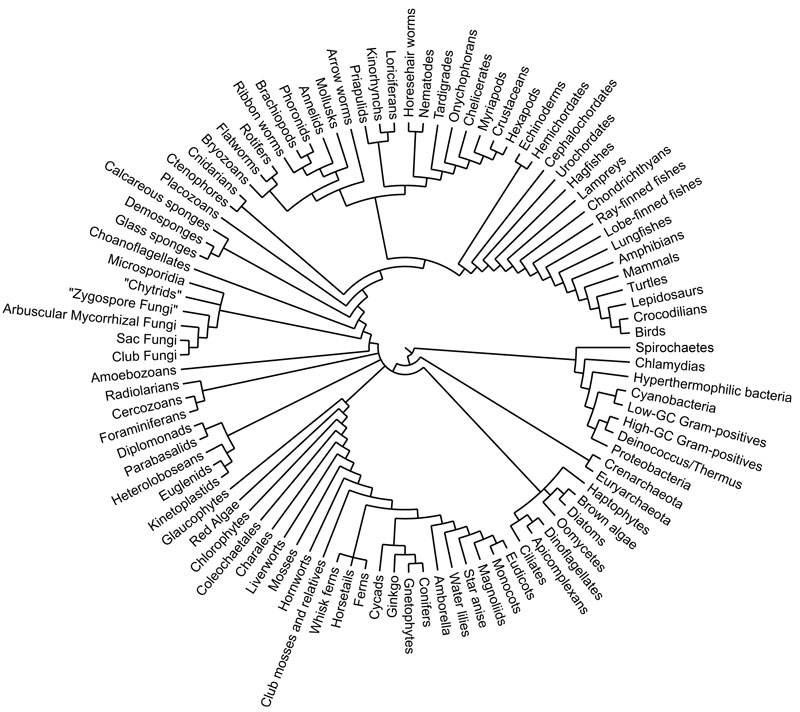 Horesehair worms
Nematodes
Tardigrades
Onychophorans
Chelicerates
Myriapods
Crustaceans
Hexapods
Echinoderms
Hemichordates
Cephalochordates
Urochordates
Hagfishes
Lampreys
Chondrichthyans
Ray-finned fishes
Lobe-finned fishes
Lungfishes
Amphibians
Mammals
Turtles
Lepidosaurs
Crocodilians
Birds
Spirochaetes
Chlamydias
Hyperthermophilic bacteria
Cyanobacteria
Low-GC Gram-positives
High-GC Gram-positives
Deinococcus/Thermus
Proteobacteria
Crenarchaeota
Euryarchaeota
Haptophytes
Brown algae
Diatoms
Oomycetes
Dinoflagellates
Apicomplexans
Ciliates
Eudicots
Monocots
Magnoliids
Star anise
Water lilies
Amborella
Conifers
Gnetophytes
Ginkgo
Cycads
Ferns
Horsetails
Whisk ferns
Club mosses and relatives
Hornworts
Mosses
Liverworts
Charales
Coleochaetales
Chlorophytes
Red Algae
Glaucophytes
Kinetoplastids
Euglenids
Heteroloboseans
Parabasalids
Diplomonads
Foraminiferans
Cercozoans
Radiolarians
Amoebozoans
Club Fungi
Sac Fungi
Arbuscular Mycorrhizal Fungi
"Zygospore Fungi"
"Chytrids"
Microsporidia
Choanoflagellates
Glass sponges
Demosponges
Calcareous sponges
Placozoans
Ctenophores
Cnidarians
Bryozoans
Flatworms
Rotifers
Ribbon worms
Brachiopods
Phoronids
Annelids
Mollusks
Arrow worms
Priapulids
Kinorhynchs
Loriciferans